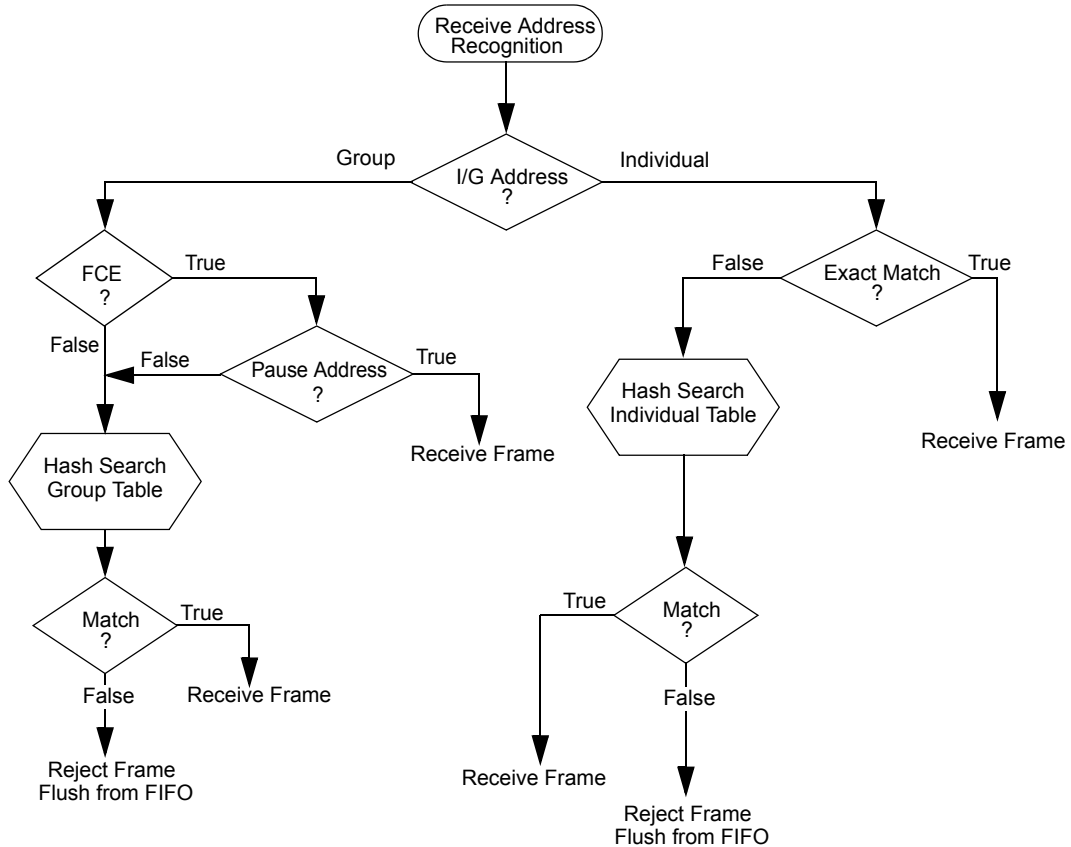 Receive Address
Recognition
Group
I/G Address
?
Individual
FCE
?
True
False
Exact Match
?
True
False
False
Pause Address
?
True
Hash Search
Individual Table
Receive Frame
Receive Frame
Hash Search
Group Table
Match
?
True
True
Match
?
False
Receive Frame
False
Reject Frame
Flush from FIFO
Receive Frame
Reject Frame
Flush from FIFO